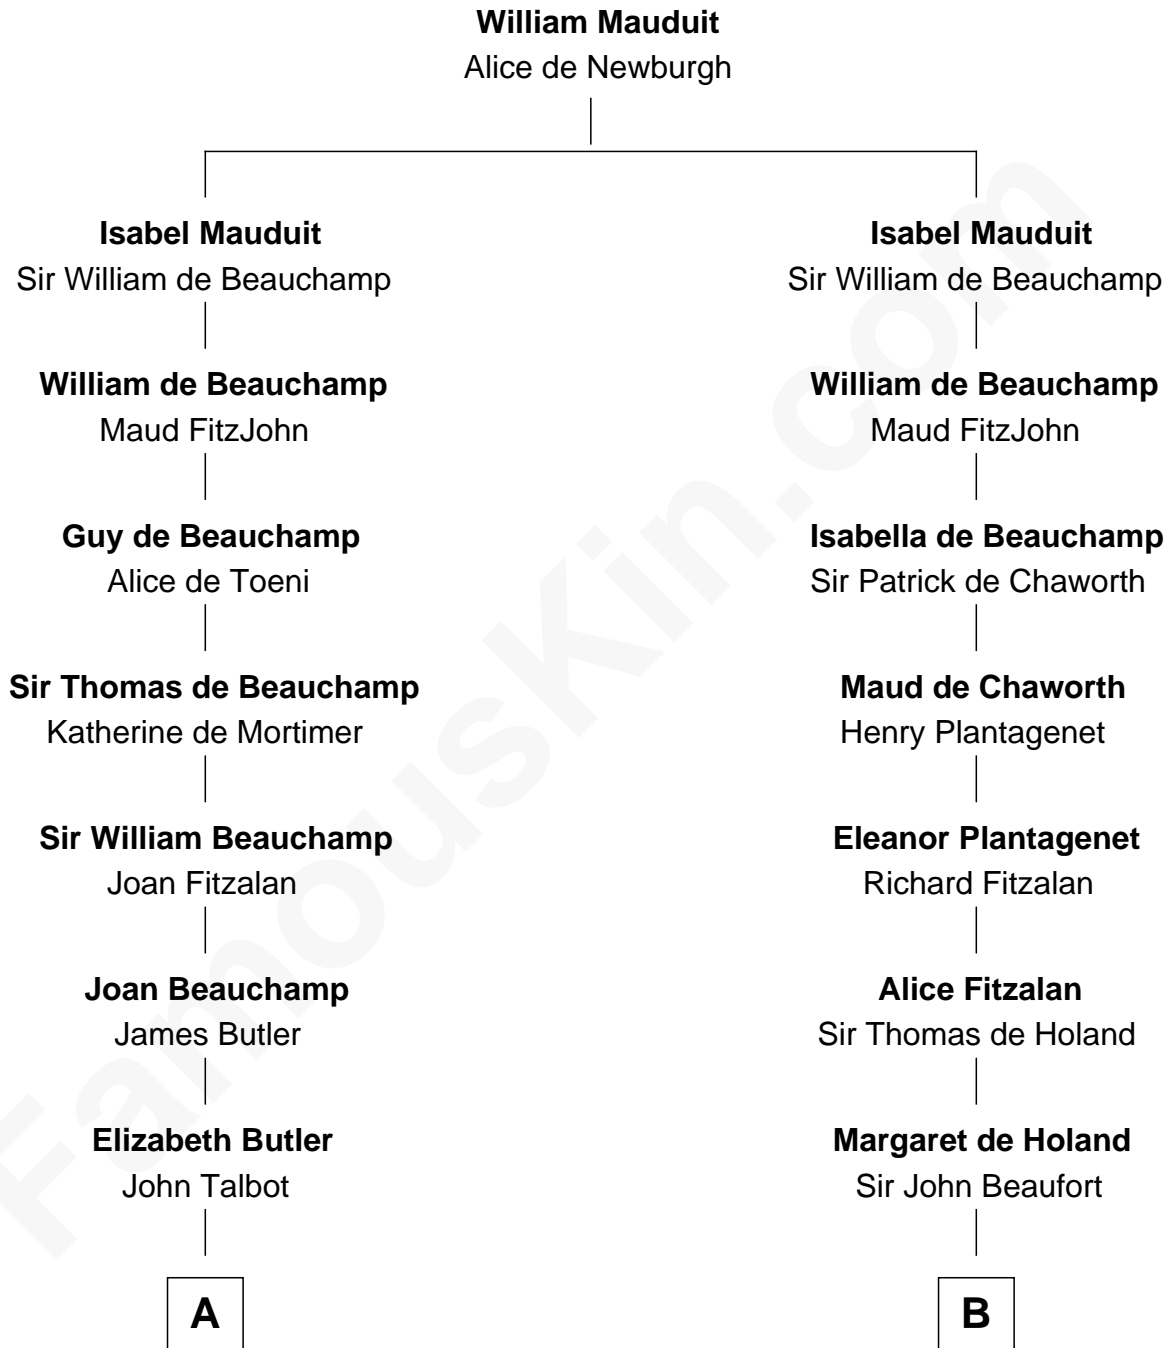 William Mauduit
Alice de Newburgh
Isabel Mauduit
Sir William de Beauchamp
William de Beauchamp
Maud FitzJohn
Guy de Beauchamp
Alice de Toeni
Sir Thomas de Beauchamp
Katherine de Mortimer
Sir William Beauchamp
Joan Fitzalan
Joan Beauchamp
James Butler
Elizabeth Butler
John Talbot
A
Isabel Mauduit
Sir William de Beauchamp
William de Beauchamp
Maud FitzJohn
Isabella de Beauchamp
Sir Patrick de Chaworth
Maud de Chaworth
Henry Plantagenet
Eleanor Plantagenet
Richard Fitzalan
Alice Fitzalan
Sir Thomas de Holand
Margaret de Holand
Sir John Beaufort
B
FamousKin.com